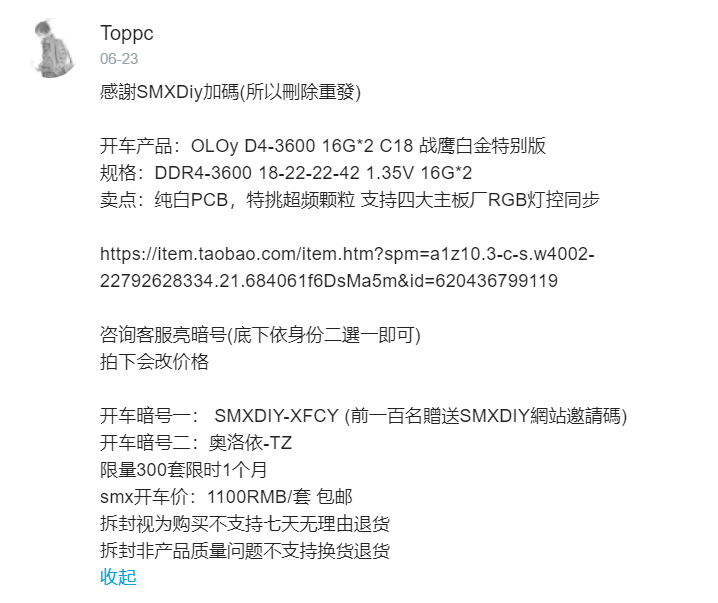 Toppc
06-23
感謝SMXDiy加碼(所以刪除重發)
开车产品：OLOy D4-3600 16G*2 C18 战鹰白金特别版
规格：DDR4-3600 18-22-22-42 1.35V 16G*2
卖点：纯白PCB，特挑超频颗粒 支持四大主板厂RGB灯控同步
https://item.taobao.com/item.htm?spm=a1z10.3-c-s.w4002-
22792628334.21.684061f6DsMa5m&id=620436799119
咨询客服亮暗号(底下依身份二選一即可)
拍下会改价格
开车暗号一： SMXDIY-XFCY (前一百名贈送SMXDIY網站邀請碼)
开车暗号二：奥洛依-TZ
限量300套限时1个月
smx开车价：1100RMB/套 包邮
拆封视为购买不支持七天无理由退货
拆封非产品质量问题不支持换货退货
收起